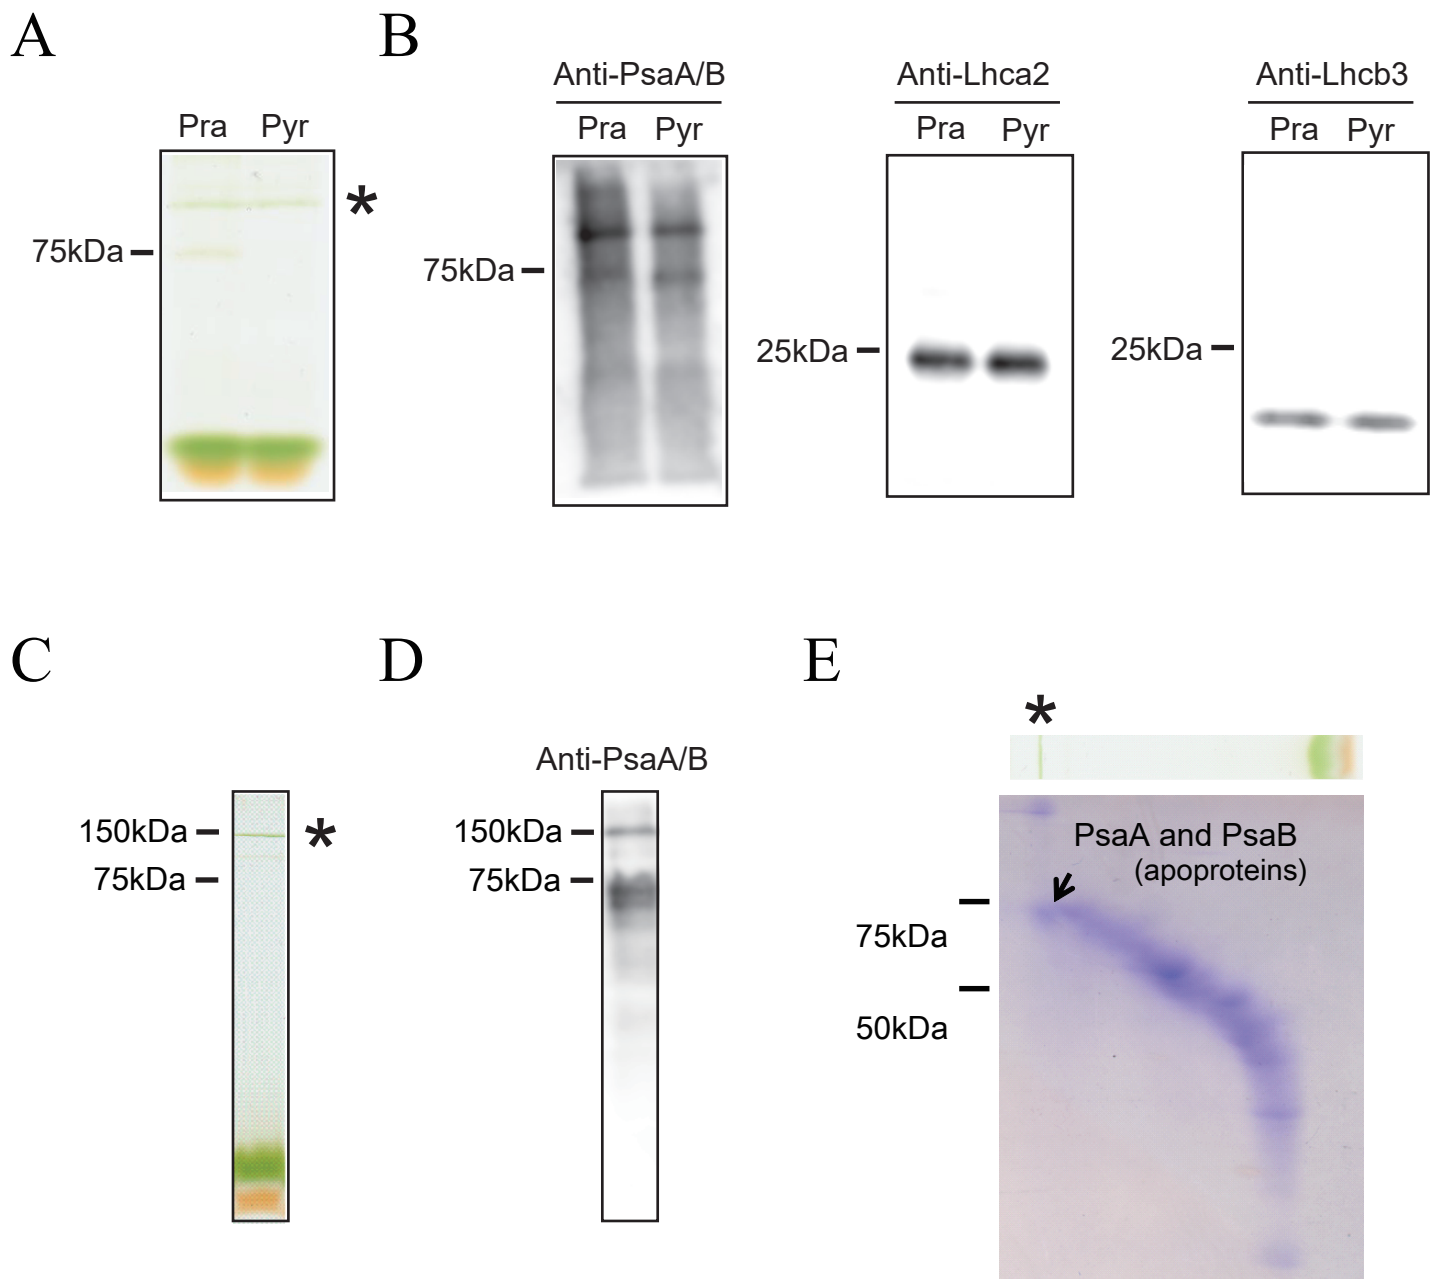 A
B
Pra Pyr
*
75kDa
Anti-PsaA/B
Pra Pyr
75kDa
Anti-Lhca2
Pra Pyr
25kDa
Anti-Lhcb3
Pra Pyr
25kDa
C
150kDa
*
75kDa
D
Anti-PsaA/B
150kDa
75kDa
E
*
PsaA and PsaB
(apoproteins)
75kDa
50kDa